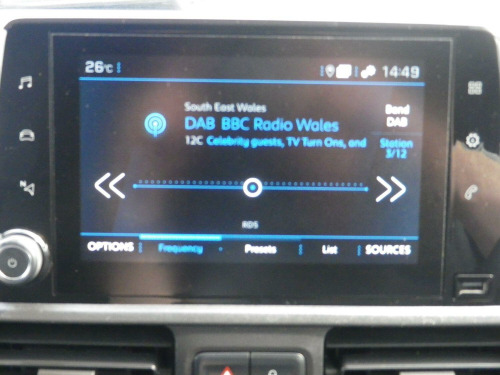 26°C 14:49
South East Wales
DAB BBC Radio Wales
12C Celebrity guests, TV Turn Ons, and
Band
DAB
Station
3/12
RDS
OPTIONS Frequency Presets List SOURCES
N